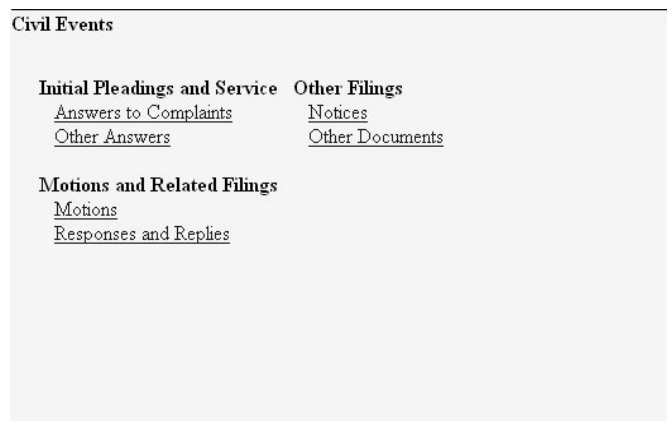 Civil Events
Initial Pleadings and Service
Answers to Complaints
Other Answers
Other Filings
Notices
Other Documents
Motions and Related Filings
Motions
Responses and Replies